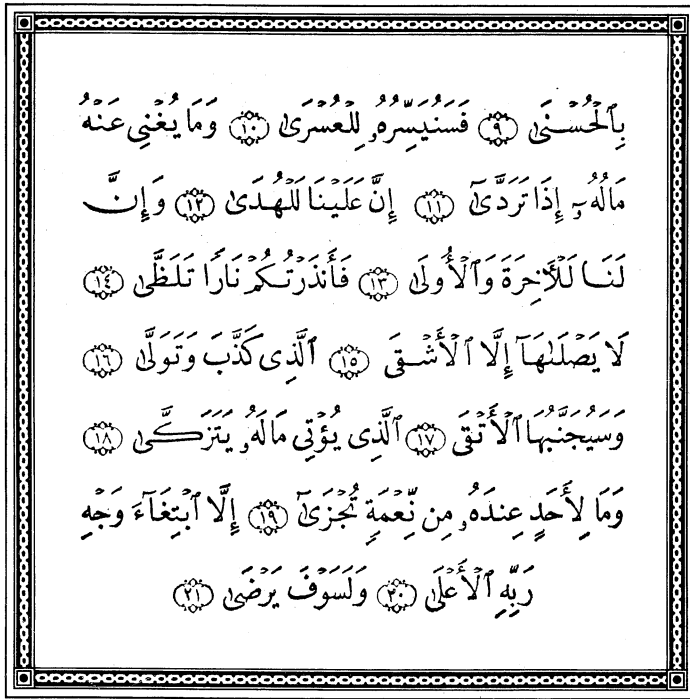 بِٱلْحُسْنَىٰ ۝٩ فَسَنُيَسِّرُهُۥ لِلْعُسْرَىٰ ۝١٠ وَمَا يُغْنِى عَنْهُ
مَالُهُۥٓ إِذَا تَرَدَّىٰٓ ۝١١ إِنَّ عَلَيْنَا لَلْهُدَىٰ ۝١٢ وَإِنَّ
لَنَا لَلْءَاخِرَةَ وَٱلْأُولَىٰ ۝١٣ فَأَنذَرْتُكُمْ نَارًا تَلَظَّىٰ ۝١٤
لَا يَصْلَىٰهَآ إِلَّا ٱلْأَشْقَى ۝١٥ ٱلَّذِى كَذَّبَ وَتَوَلَّىٰ ۝١٦
وَسَيُجَنَّبُهَا ٱلْأَتْقَى ۝١٧ ٱلَّذِى يُؤْتِى مَالَهُۥ يَتَزَكَّىٰ ۝١٨
وَمَا لِأَحَدٍ عِندَهُۥ مِن نِّعْمَةٍ تُجْزَىٰٓ ۝١٩ إِلَّا ٱبْتِغَآءَ وَجْهِ
رَبِّهِ ٱلْأَعْلَىٰ ۝٢٠ وَلَسَوْفَ يَرْضَىٰ ۝٢١